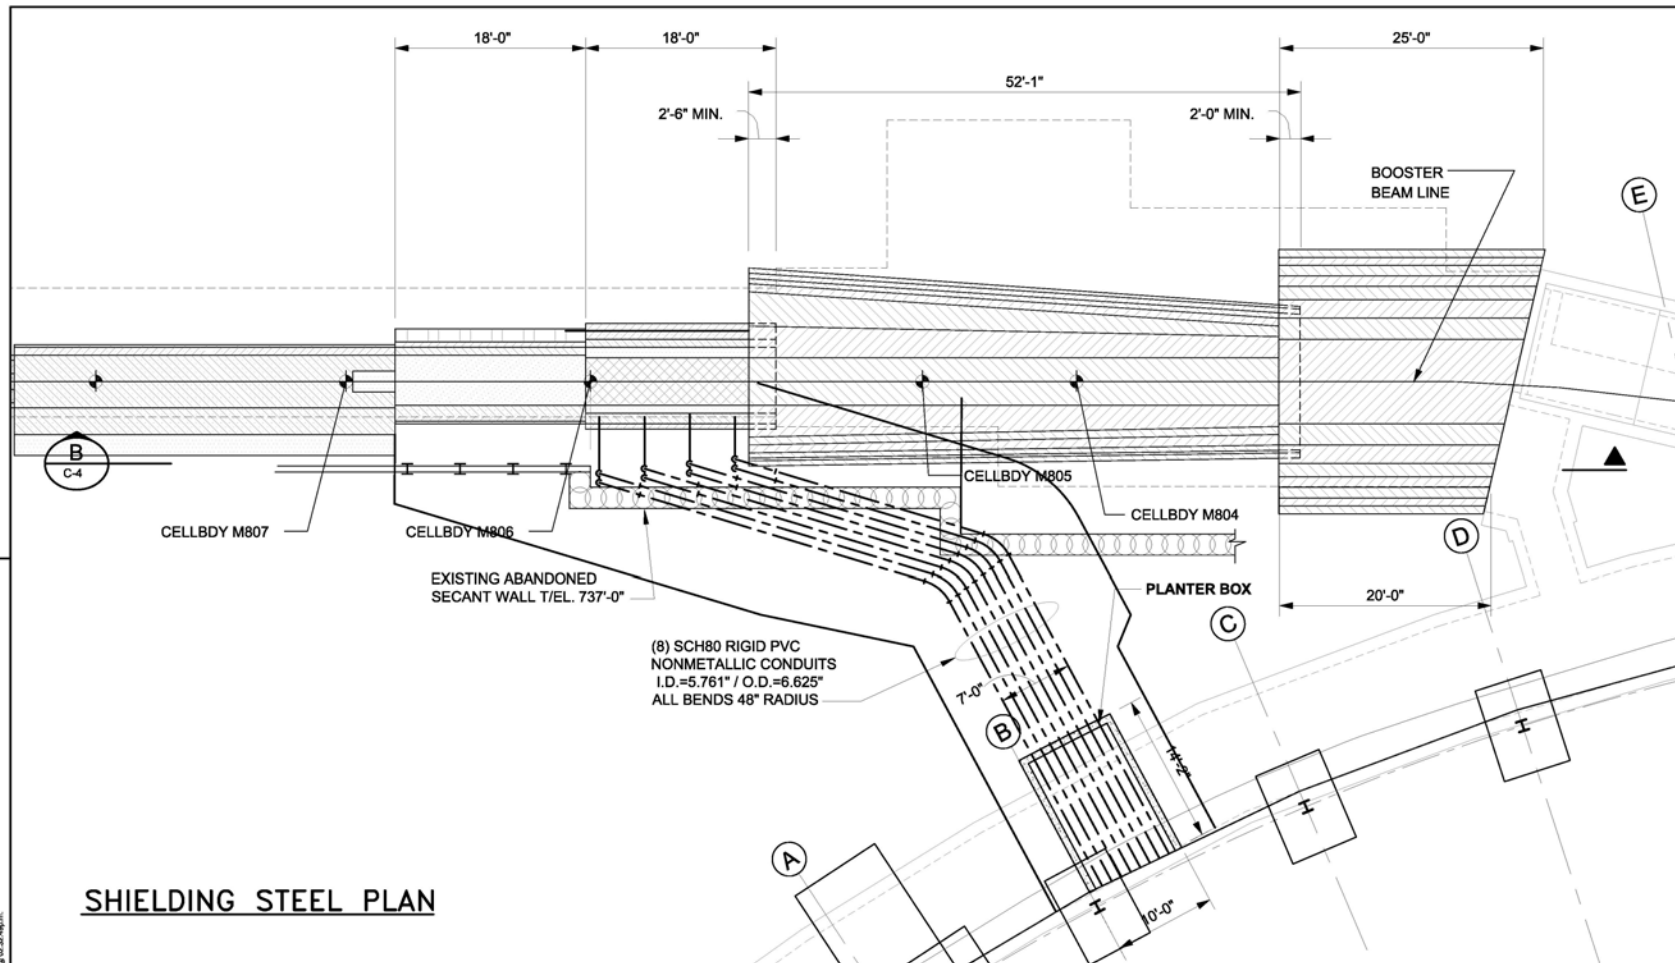 18'-0"
18'-0"
25'-0"
52'-1"
2'-6" MIN.
2'-0" MIN.
BOOSTER
BEAM LINE
E
B
C-4
CELLBDY M805
CELLBDY M807
CELLBDY M806
CELLBDY M804
D
EXISTING ABANDONED
SECANT WALL T/EL. 737'-0"
PLANTER BOX
20'-0"
C
(8) SCH80 RIGID PVC
NONMETALLIC CONDUITS
I.D.=5.761" / O.D.=6.625"
ALL BENDS 48" RADIUS
7'-0"
B
14'-2"
A
SHIELDING STEEL PLAN
10'-0"